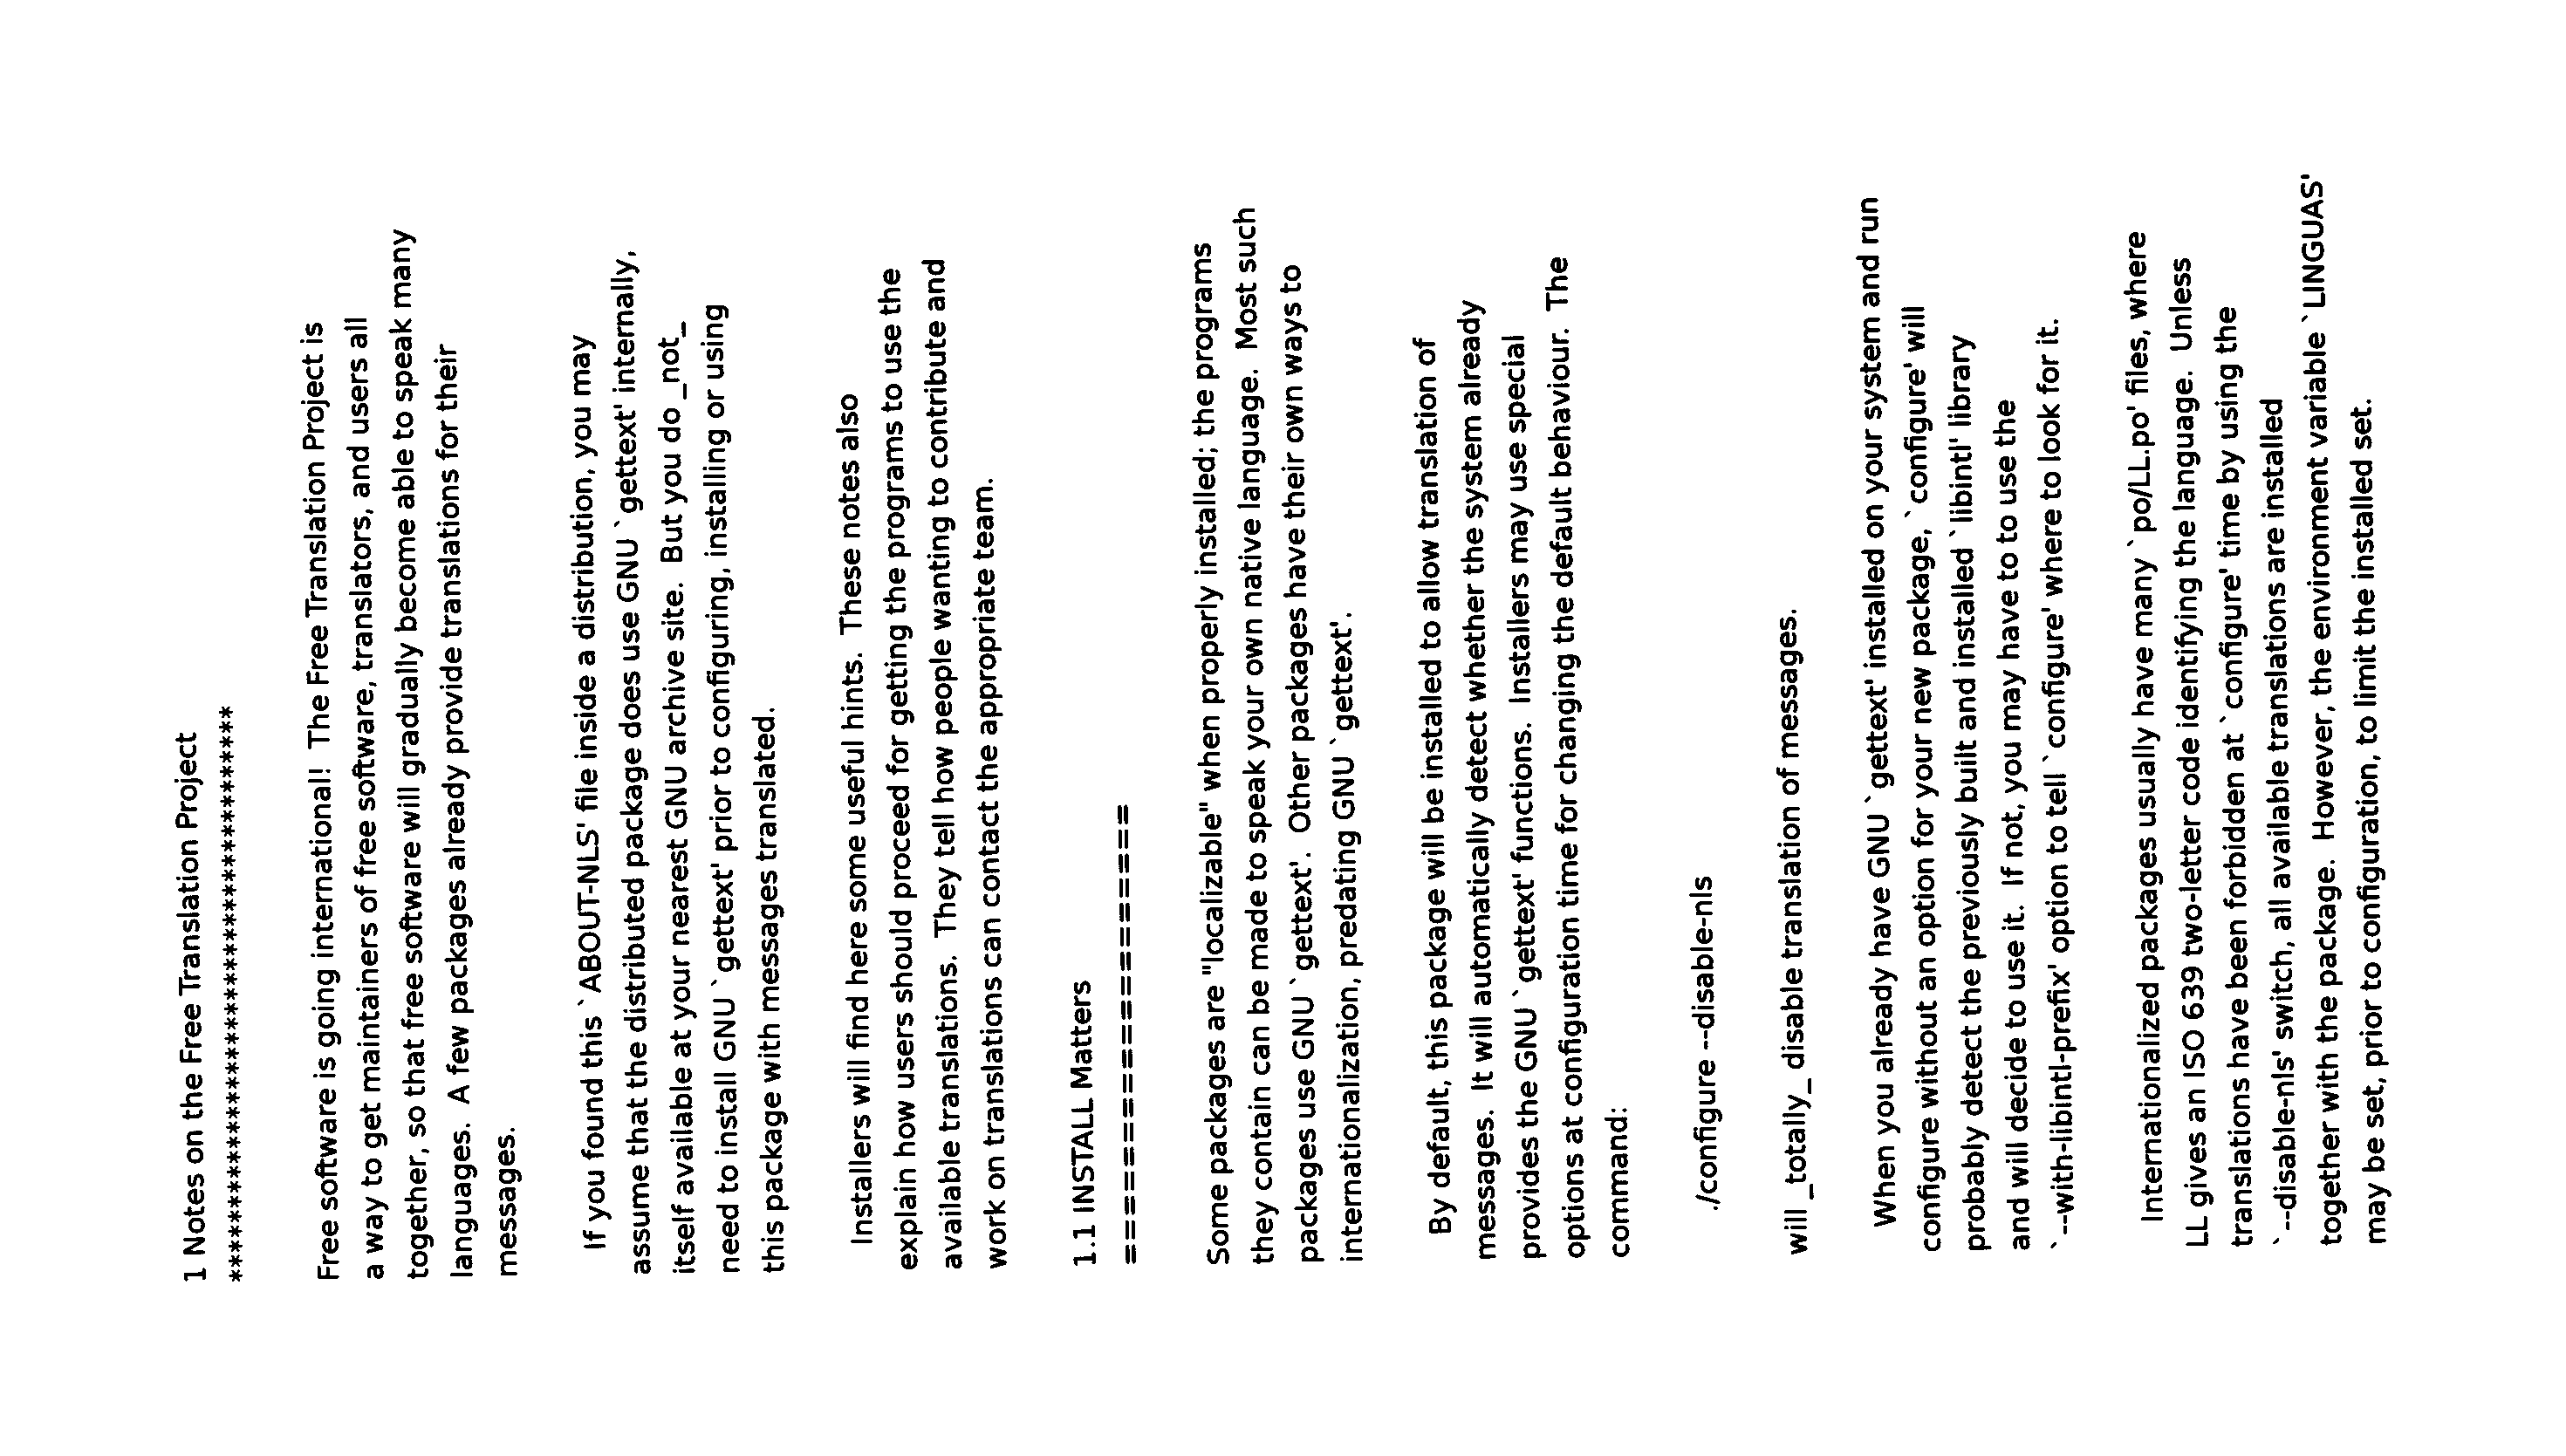 1 Notes on the Free Translation Project
***************************************
Free software is going international!  The Free Translation Project is
a way to get maintainers of free software, translators, and users all
together, so that free software will gradually become able to speak many
languages.  A few packages already provide translations for their
messages.
If you found this `ABOUT-NLS' file inside a distribution, you may
assume that the distributed package does use GNU `gettext' internally,
itself available at your nearest GNU archive site.  But you do _not_
need to install GNU `gettext' prior to configuring, installing or using
this package with messages translated.
Installers will find here some useful hints.  These notes also
explain how users should proceed for getting the programs to use the
available translations.  They tell how people wanting to contribute and
work on translations can contact the appropriate team.
1.1 INSTALL Matters
===================
Some packages are "localizable" when properly installed; the programs
they contain can be made to speak your own native language.  Most such
packages use GNU `gettext'.  Other packages have their own ways to
internationalization, predating GNU `gettext'.
By default, this package will be installed to allow translation of
messages.  It will automatically detect whether the system already
provides the GNU `gettext' functions.  Installers may use special
options at configuration time for changing the default behaviour.  The
command:
./configure --disable-nls
will _totally_ disable translation of messages.
When you already have GNU `gettext' installed on your system and run
configure without an option for your new package, `configure' will
probably detect the previously built and installed `libintl' library
and will decide to use it.  If not, you may have to to use the
`--with-libintl-prefix' option to tell `configure' where to look for it.
Internationalized packages usually have many `po/LL.po' files, where
LL gives an ISO 639 two-letter code identifying the language.  Unless
translations have been forbidden at `configure' time by using the
`--disable-nls' switch, all available translations are installed
together with the package.  However, the environment variable `LINGUAS'
may be set, prior to configuration, to limit the installed set.